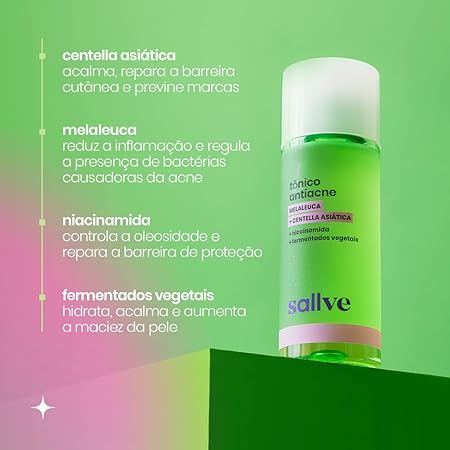 centella asiática
acalma, repara a barreira
cutânea e previne marcas
melaleuca
reduz a inflamação e regula
a presença de bactérias
causadoras da acne
niacinamida
controla a oleosidade e
repara a barreira de proteção
fermentados vegetais
hidrata, acalma e aumenta
a maciez da pele
tônico
antiacne
MELALEUCA
+ CENTELLA ASIÁTICA
+ niacinamida
+ fermentados vegetais
sallve